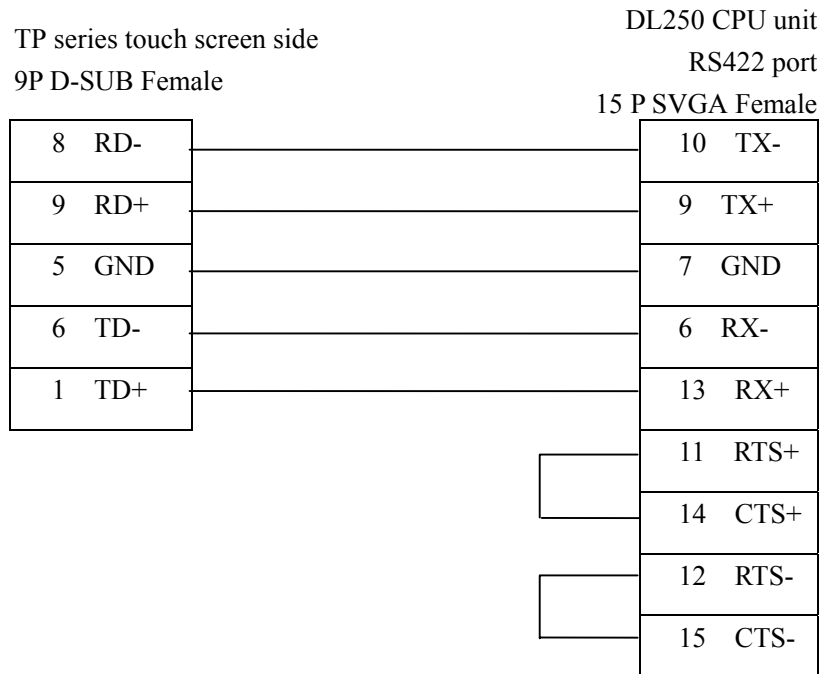 TP series touch screen side
9P D-SUB Female
DL250 CPU unit
RS422 port
15 P SVGA Female
8 RD-
10 TX-
9 RD+
9 TX+
5 GND
7 GND
6 TD-
6 RX-
1 TD+
13 RX+
11 RTS+
14 CTS+
12 RTS-
15 CTS-